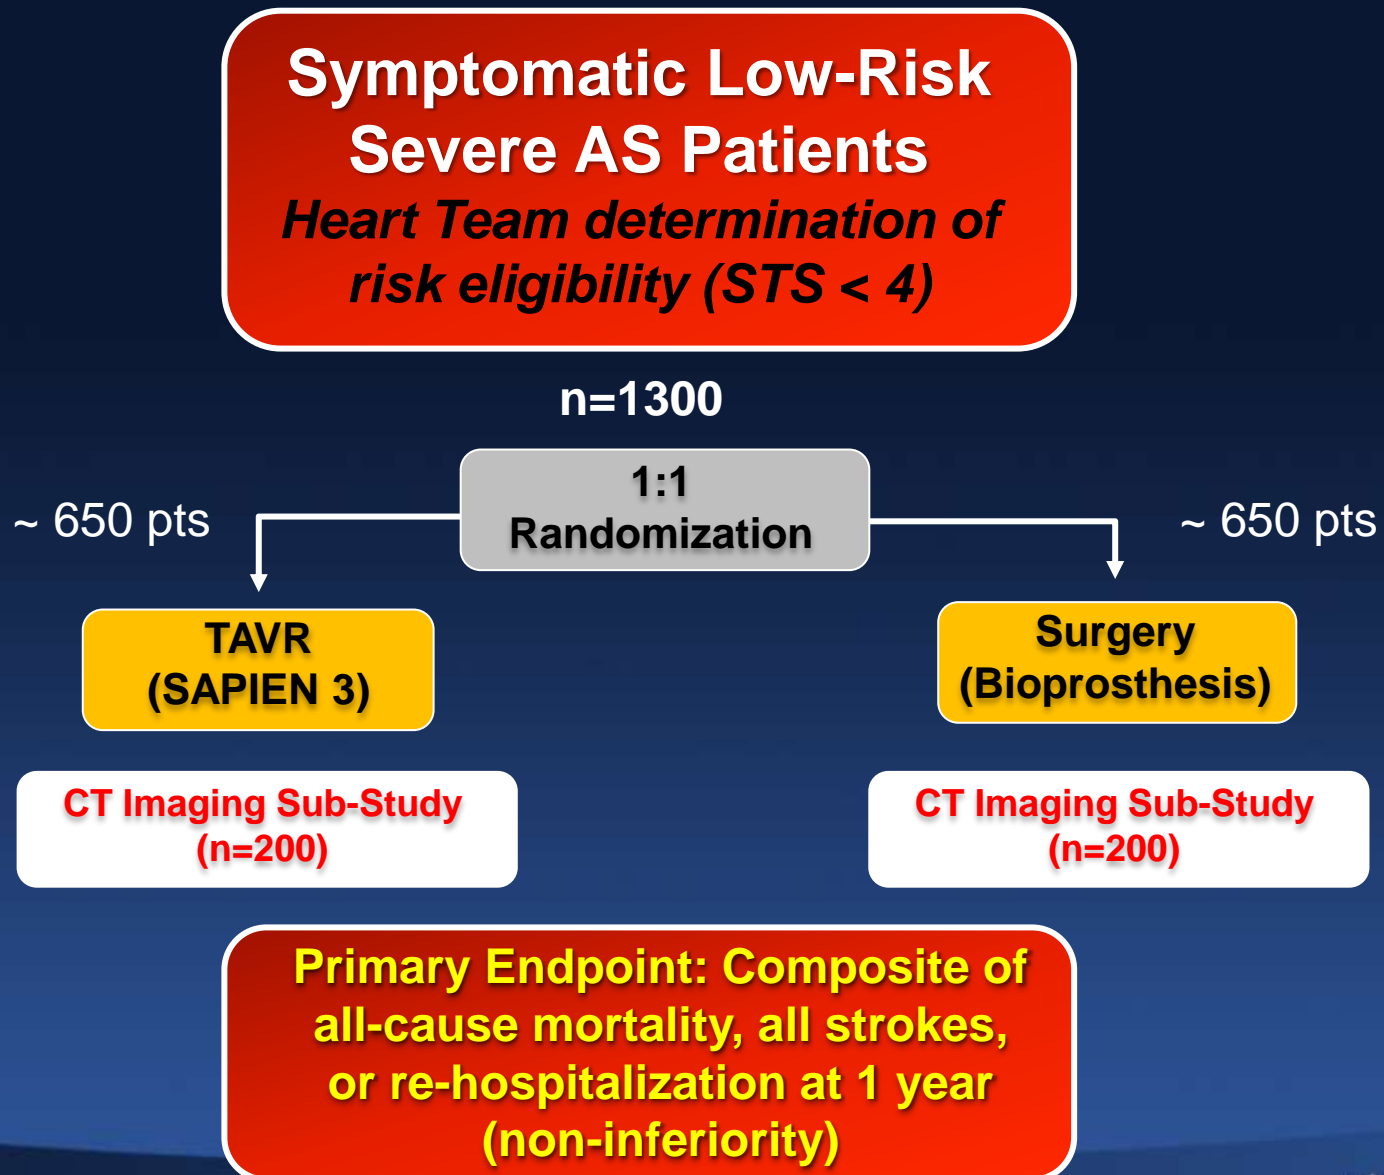 Symptomatic Low-Risk
Severe AS Patients
Heart Team determination of
risk eligibility (STS < 4)
n=1300
1:1
Randomization
~ 650 pts
~ 650 pts
TAVR
(SAPIEN 3)
Surgery
(Bioprosthesis)
CT Imaging Sub-Study
(n=200)
CT Imaging Sub-Study
(n=200)
Primary Endpoint: Composite of
all-cause mortality, all strokes,
or re-hospitalization at 1 year
(non-inferiority)